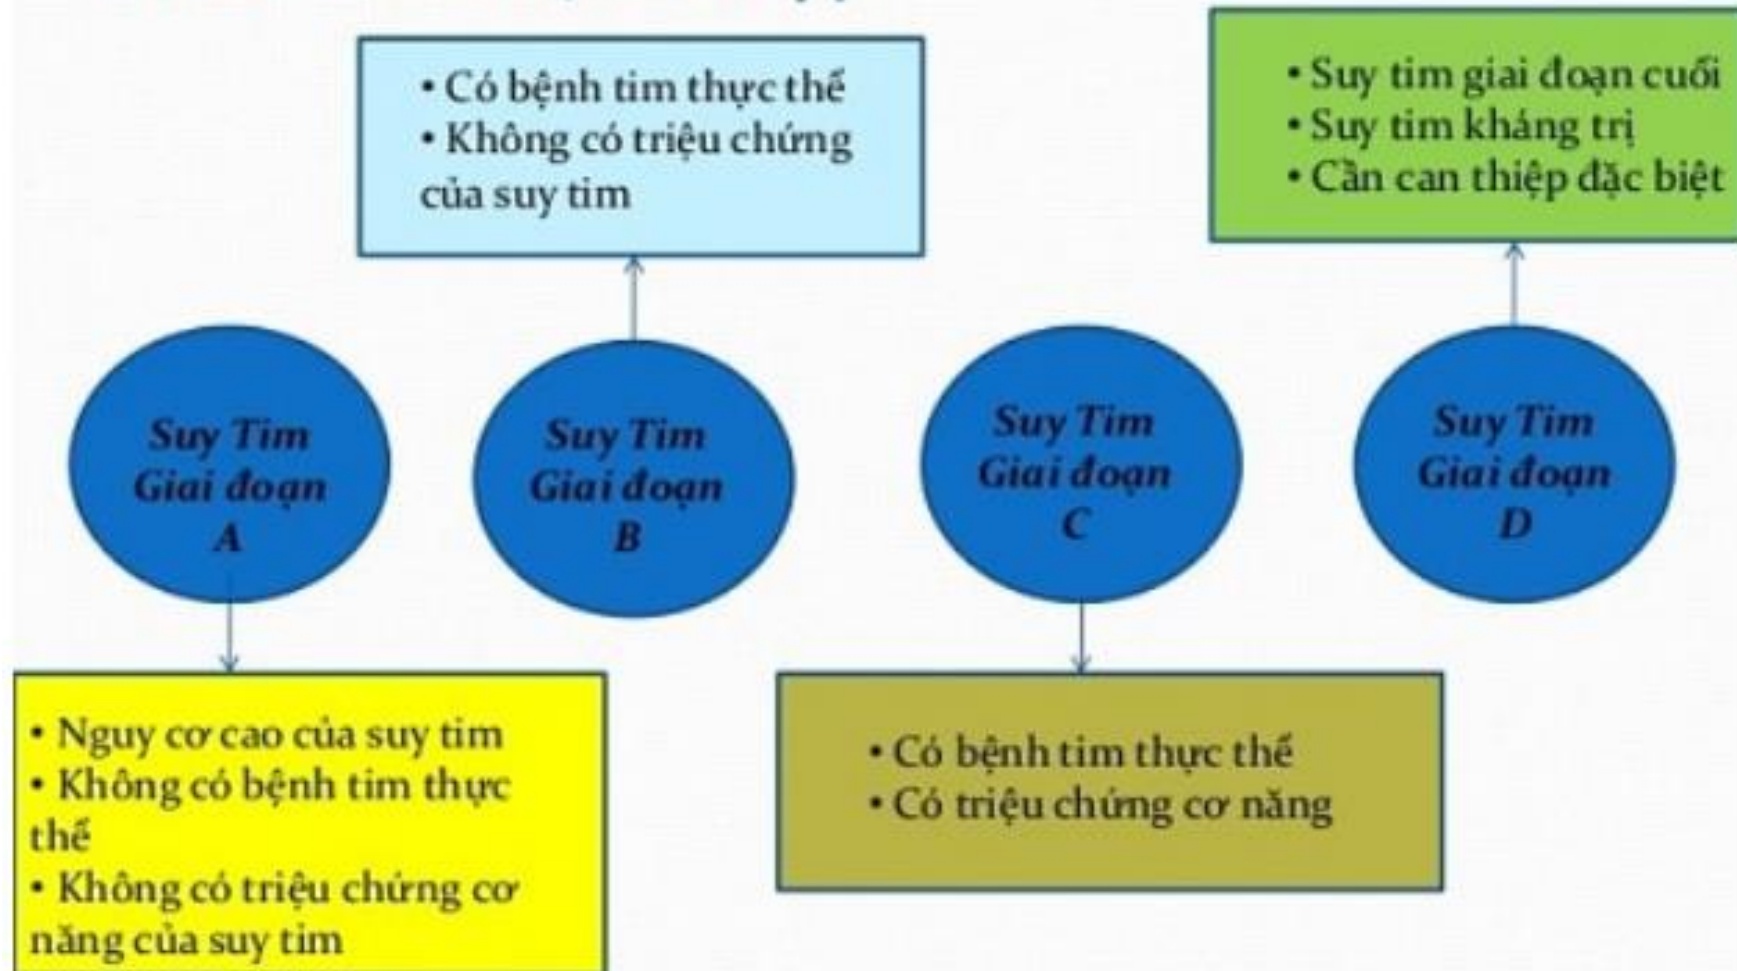 • Có bệnh tim thực thể
• Không có triệu chứng
của suy tim
• Suy tim giai đoạn cuối
• Suy tim kháng trị
• Cần can thiệp đặc biệt
Suy Tim
Giai đoạn
A
Suy Tim
Giai đoạn
B
Suy Tim
Giai đoạn
C
Suy Tim
Giai đoạn
D
• Nguy cơ cao của suy tim
• Không có bệnh tim thực
thể
• Không có triệu chứng cơ
năng của suy tim
• Có bệnh tim thực thể
• Có triệu chứng cơ năng